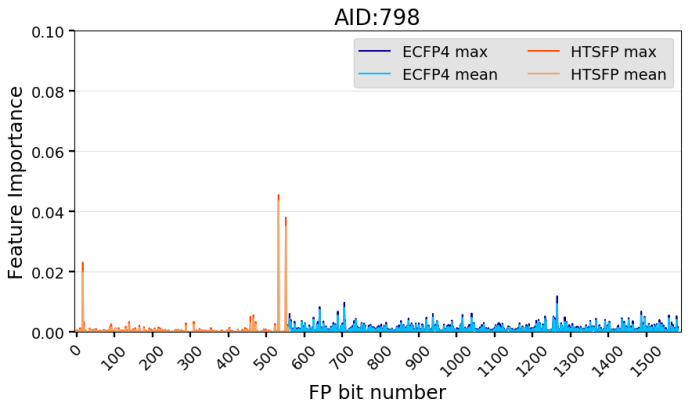 AID:798
ECFP4 max
HTSFP max
ECFP4 mean
HTSFP mean
Feature Importance
0.10
0.08
0.06
0.04
0.02
0.00
0 100 200 300 400 500 600 700 800 900 1000 1100 1200 1300 1400 1500
FP bit number